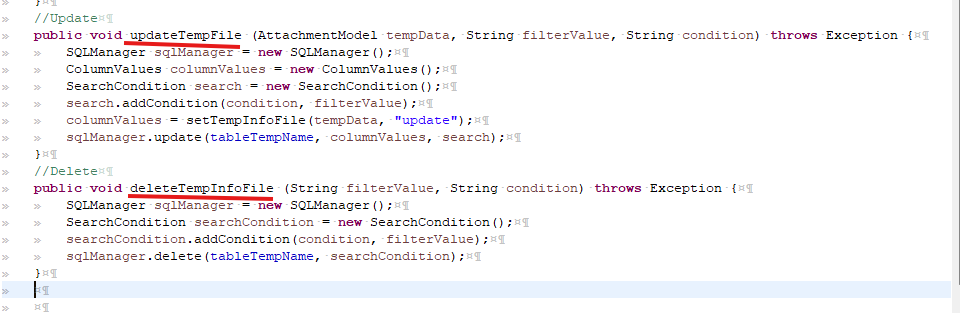 }¤¶
» //Update¤¶
» public void updateTempFile (AttachmentModel tempData, String filterValue, String condition) throws Exception {¤¶
» » SQLManager sqlManager = new SQLManager();¤¶
» » ColumnValues columnValues = new ColumnValues();¤¶
» » SearchCondition search = new SearchCondition();¤¶
» » search.addCondition(condition, filterValue);¤¶
» » columnValues = setTempInfoFile(tempData, "update");¤¶
» » sqlManager.update(tableTempName, columnValues, search);¤¶
» }¤¶
» //Delete¤¶
» public void deleteTempInfoFile (String filterValue, String condition) throws Exception {¤¶
» » SQLManager sqlManager = new SQLManager();¤¶
» » SearchCondition searchCondition = new SearchCondition();¤¶
» » searchCondition.addCondition(condition, filterValue);¤¶
» » sqlManager.delete(tableTempName, searchCondition);¤¶
» }¤¶
» ¤¶
» ¤¶